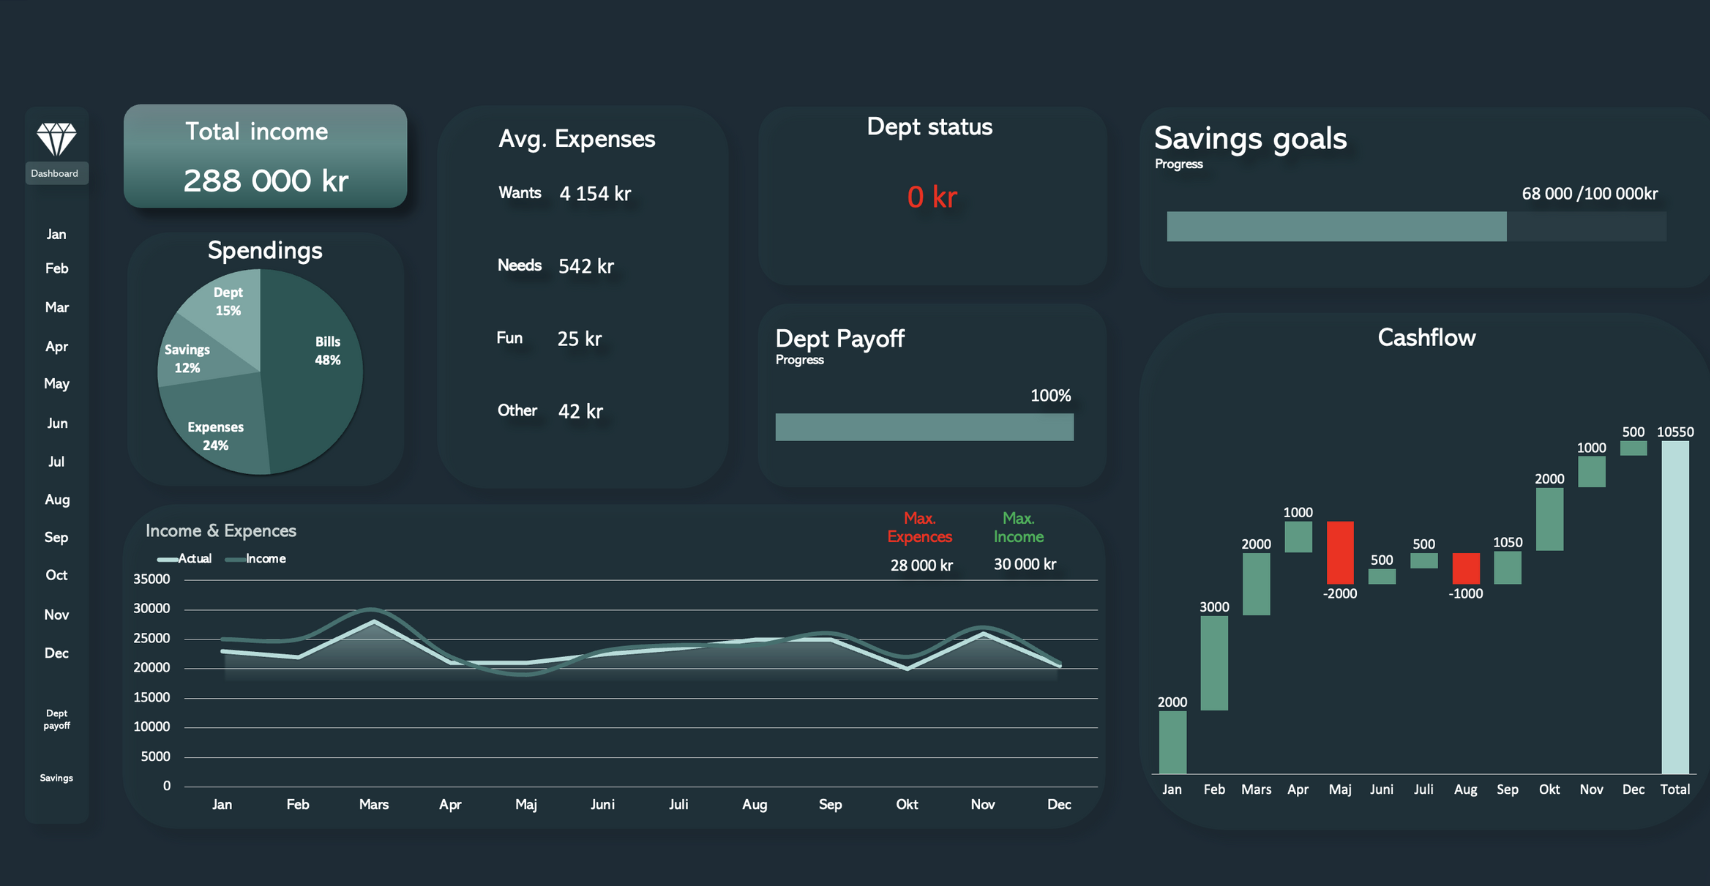 Dashboard
Jan
Feb
Mar
Apr
May
Jun
Jul
Aug
Sep
Oct
Nov
Dec
Dept
payoff
Savings
Total income
288 000 kr
Spendings
Dept
15%
Bills
48%
Savings
12%
Expenses
24%
Avg. Expenses
Wants 4 154 kr
Needs 542 kr
Fun 25 kr
Other 42 kr
Dept status
0 kr
Dept Payoff
Progress
100%
Savings goals
Progress
68 000 /100 000kr
Income & Expences
Actual Income
Max.
Expences
28 000 kr
Max.
Income
30 000 kr
35000
30000
25000
20000
15000
10000
5000
0
Jan Feb Mars Apr Maj Juni Juli Aug Sep Okt Nov Dec
Cashflow
2000
3000
2000
1000
-2000
500
500
-1000
1050
2000
1000
500
10550
Jan Feb Mars Apr Maj Juni Juli Aug Sep Okt Nov Dec Total